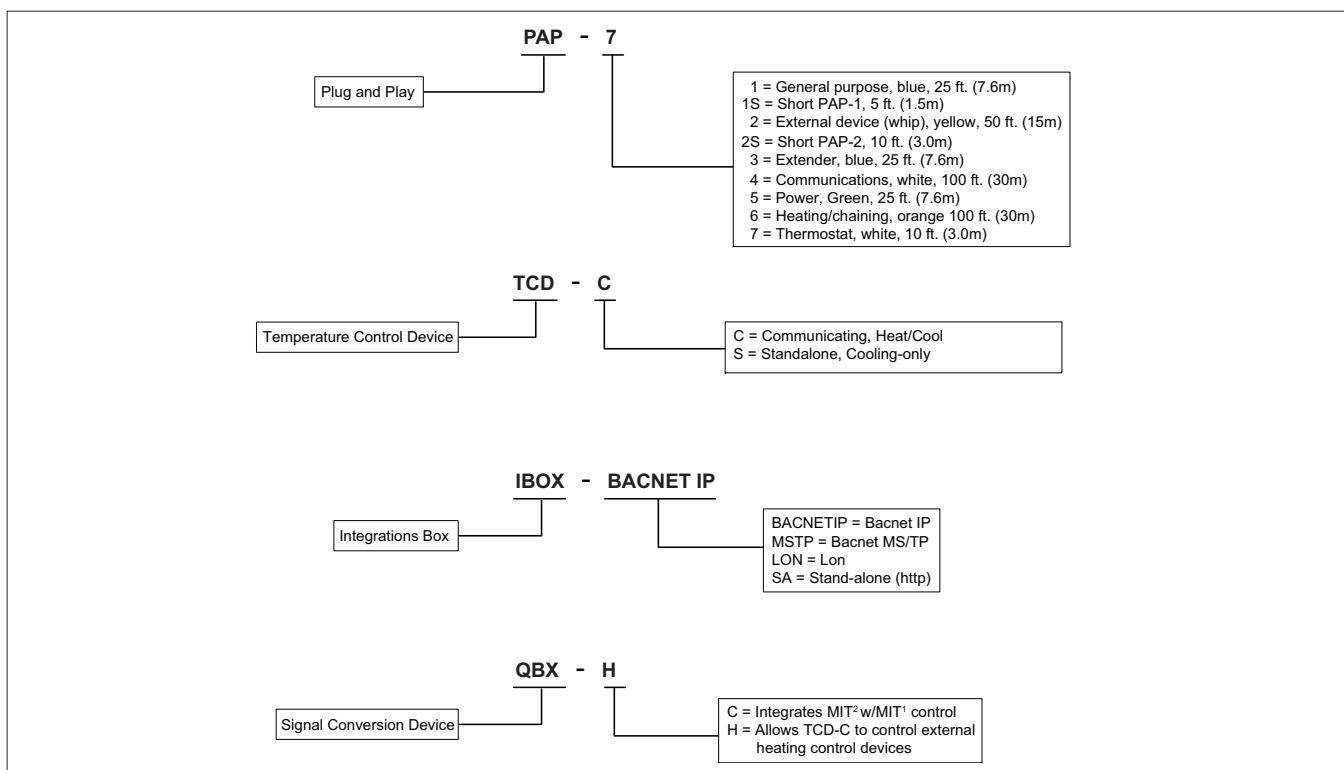 PAP - 7
Plug and Play
1 = General purpose, blue, 25 ft. (7.6m)
1S = Short PAP-1, 5 ft. (1.5m)
2 = External device (whip), yellow, 50 ft. (15m)
2S = Short PAP-2, 10 ft. (3.0m)
3 = Extender, blue, 25 ft. (7.6m)
4 = Communications, white, 100 ft. (30m)
5 = Power, Green, 25 ft. (7.6m)
6 = Heating/chaining, orange 100 ft. (30m)
7 = Thermostat, white, 10 ft. (3.0m)
TCD - C
Temperature Control Device
C = Communicating, Heat/Cool
S = Standalone, Cooling-only
IBOX - BACNET IP
Integrations Box
BACNETIP = Bacnet IP
MSTP = Bacnet MS/TP
LON = Lon
SA = Stand-alone (http)
QBX - H
Signal Conversion Device
C = Integrates MIT² w/MIT¹ control
H = Allows TCD-C to control external
heating control devices